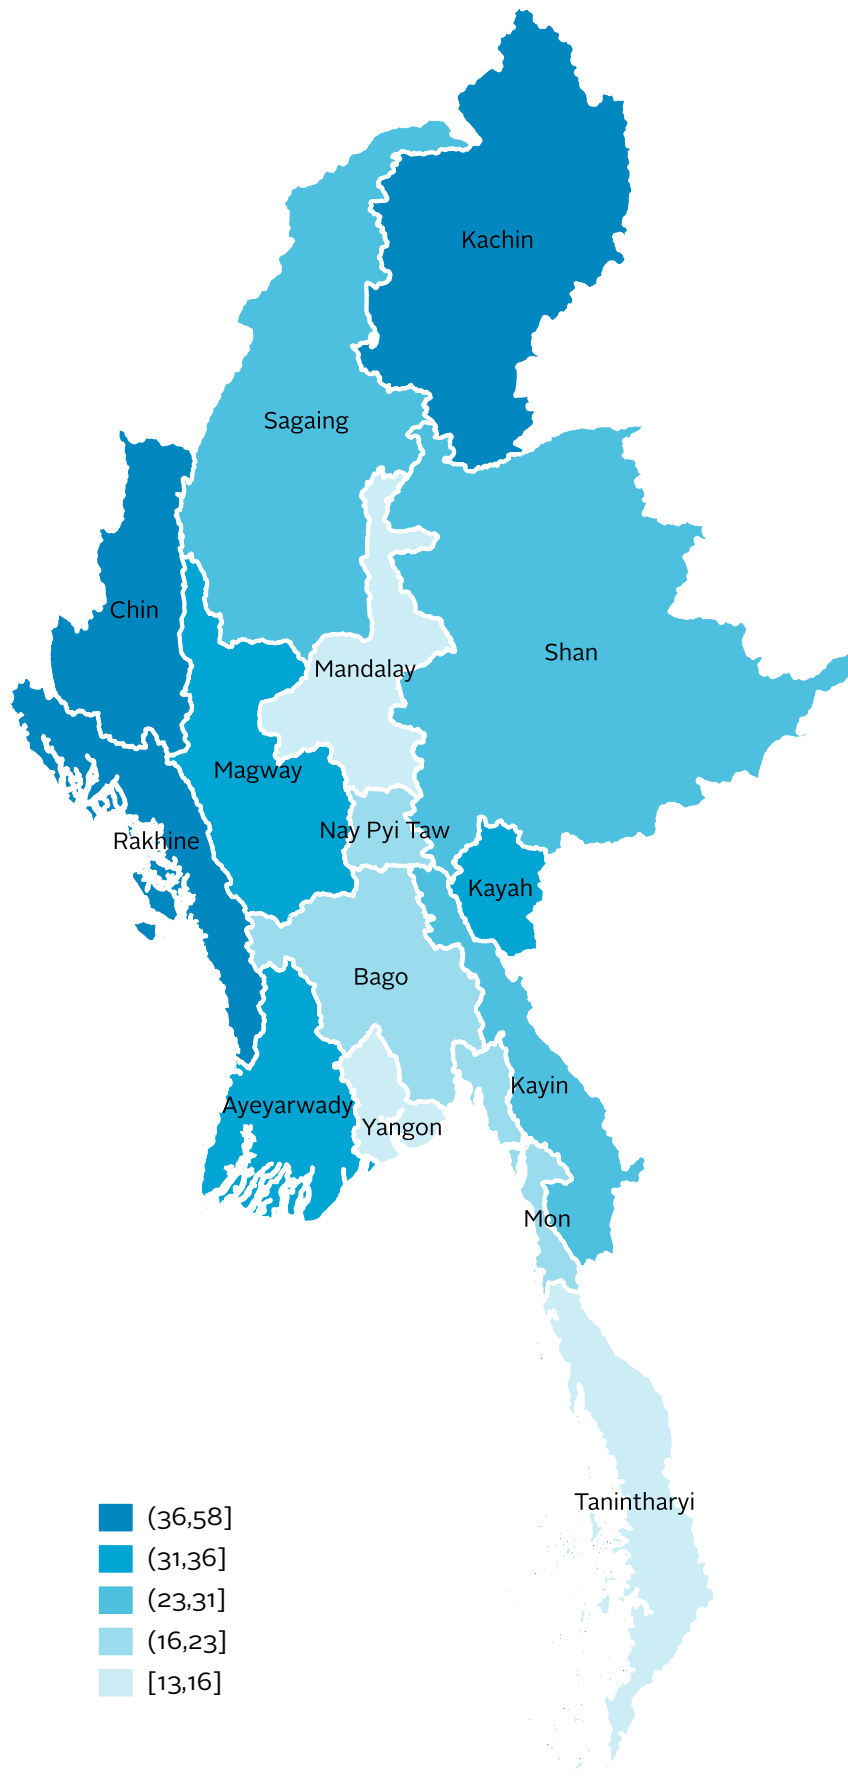 Kachin
Sagaing
Chin
Shan
Mandalay
Magway
Nay Pyi Taw
Rakhine
Kayah
Bago
Kayin
Ayeyarwady
Yangon
Mon
Tanintharyi
(36,58]
(31,36]
(23,31]
(16,23]
[13,16]